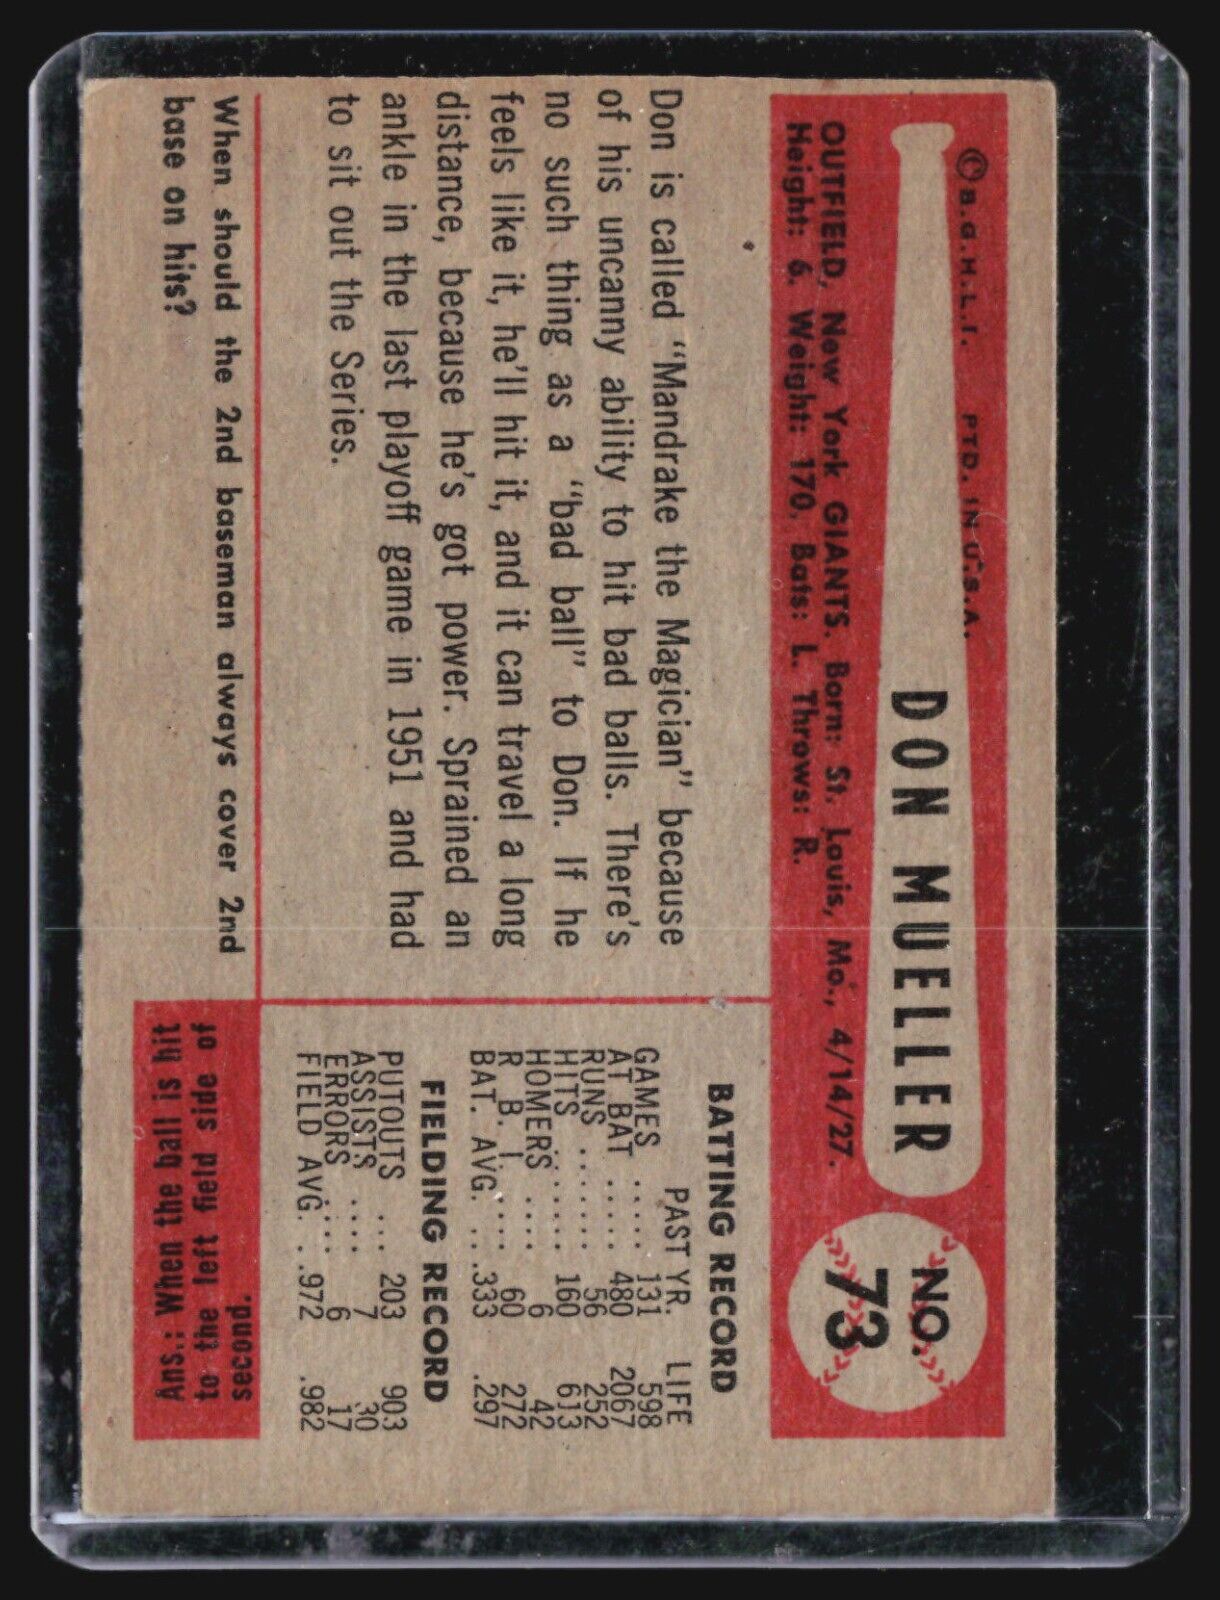 © B.G.H.L.I. PTD. IN U.S.A.
DON MUELLER
NO.
73
OUTFIELD, New York GIANTS. Born: St. Louis, Mo., 4/14/27.
Height: 6. Weight: 170. Bats: L. Throws: R.
Don is called "Mandrake the Magician" because
of his uncanny ability to hit bad balls. There's
no such thing as a "bad ball" to Don. If he
feels like it, he'll hit it, and it can travel a long
distance, because he's got power. Sprained an
ankle in the last playoff game in 1951 and had
to sit out the Series.
BATTING RECORD
PAST YR. LIFE
GAMES ..... 131 598
AT BAT ..... 480 2067
RUNS ...... 56 252
HITS ...... 160 613
HOMERS .... 6 42
R. B. I. .... 60 272
BAT. AVG. .. .333 .297
FIELDING RECORD
PUTOUTS ... 203 903
ASSISTS .... 7 30
ERRORS .... 6 17
FIELD AVG. . .972 .982
When should the 2nd baseman always cover 2nd
base on hits?
Ans.: When the ball is hit
to the left field side of
second.